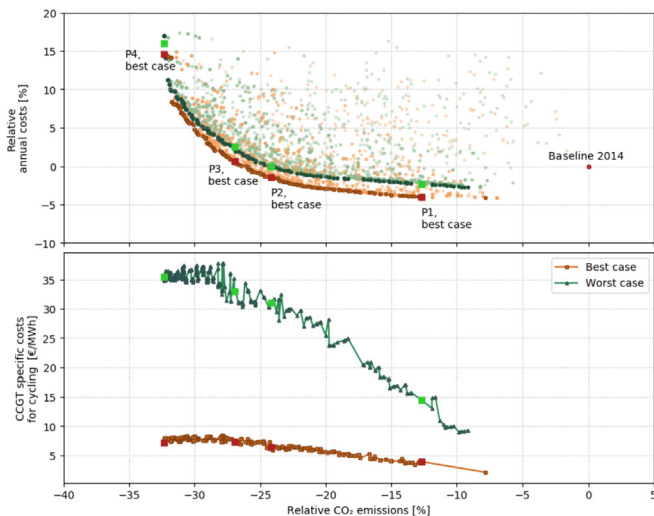 20
15
10
5
0
−5
−10
Relative
annual costs [%]
P4,
best case
P3,
best case
P2,
best case
P1,
best case
Baseline 2014
35
30
25
20
15
10
5
CCGT specific costs
for cycling [€/MWh]
Best case
Worst case
−40
−35
−30
−25
−20
−15
−10
−5
0
5
Relative CO₂ emissions [%]